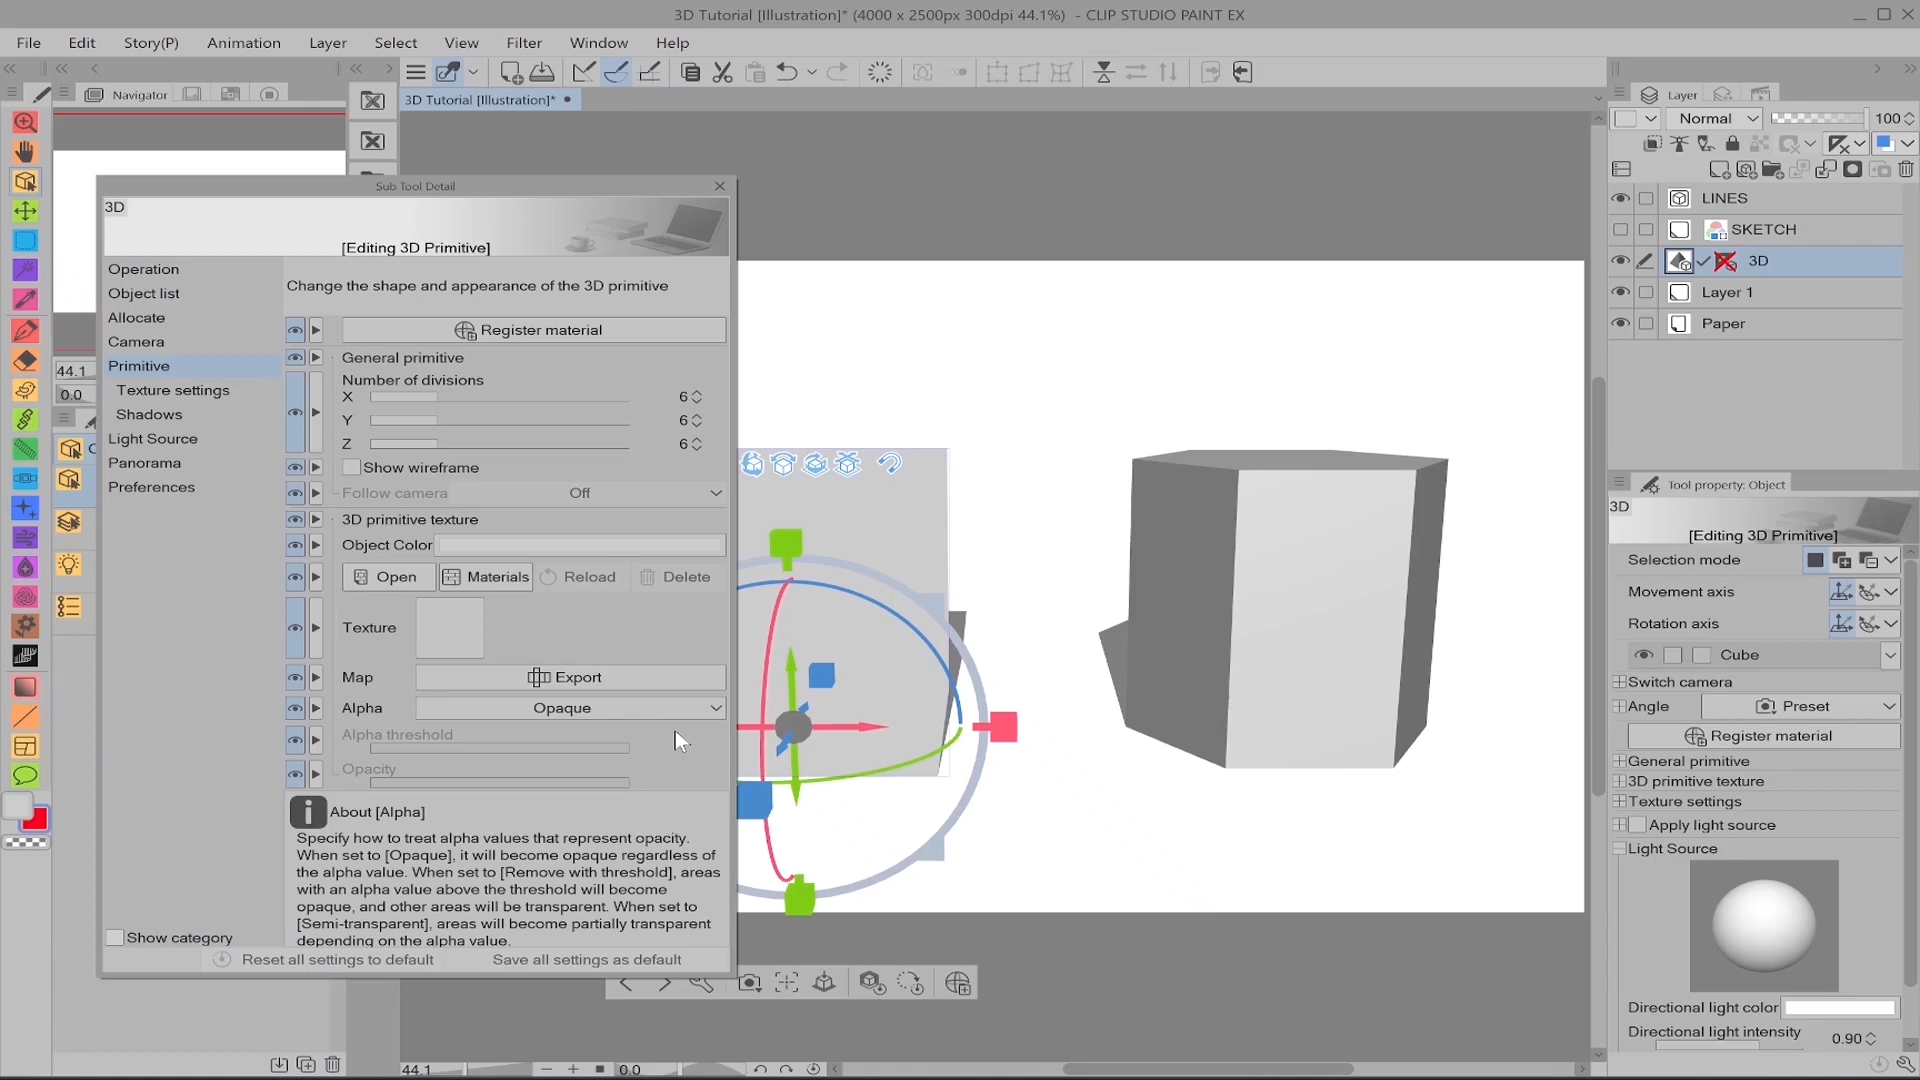 3D Tutorial [Illustration]* (4000 x 2500px 300dpi 44.1%) - CLIP STUDIO PAINT EX
File
Edit
Story(P)
Animation
Layer
Select
View
Filter
Window
Help
Navigator
3D Tutorial [Illustration]*
44.1
0.0
Sub Tool Detail
3D
[Editing 3D Primitive]
Operation
Object list
Allocate
Camera
Primitive
Texture settings
Shadows
Light Source
Panorama
Preferences
Change the shape and appearance of the 3D primitive
Register material
General primitive
Number of divisions
X 6
Y 6
Z 6
Show wireframe
Follow camera Off
3D primitive texture
Object Color
Open Materials Reload Delete
Texture
Map Export
Alpha Opaque
Alpha threshold
Opacity
About [Alpha]
Specify how to treat alpha values that represent opacity.
When set to [Opaque], it will become opaque regardless of
the alpha value. When set to [Remove with threshold], areas
with an alpha value above the threshold will become
opaque, and other areas will be transparent. When set to
[Semi-transparent], areas will become partially transparent
depending on the alpha value.
Show category
Reset all settings to default
Save all settings as default
Layer
Normal 100
LINES
SKETCH
3D
Layer 1
Paper
Tool property: Object
3D
[Editing 3D Primitive]
Selection mode
Movement axis
Rotation axis
Cube
Switch camera
Angle Preset
Register material
General primitive
3D primitive texture
Texture settings
Apply light source
Light Source
Directional light color
Directional light intensity 0.90
44.1
0.0